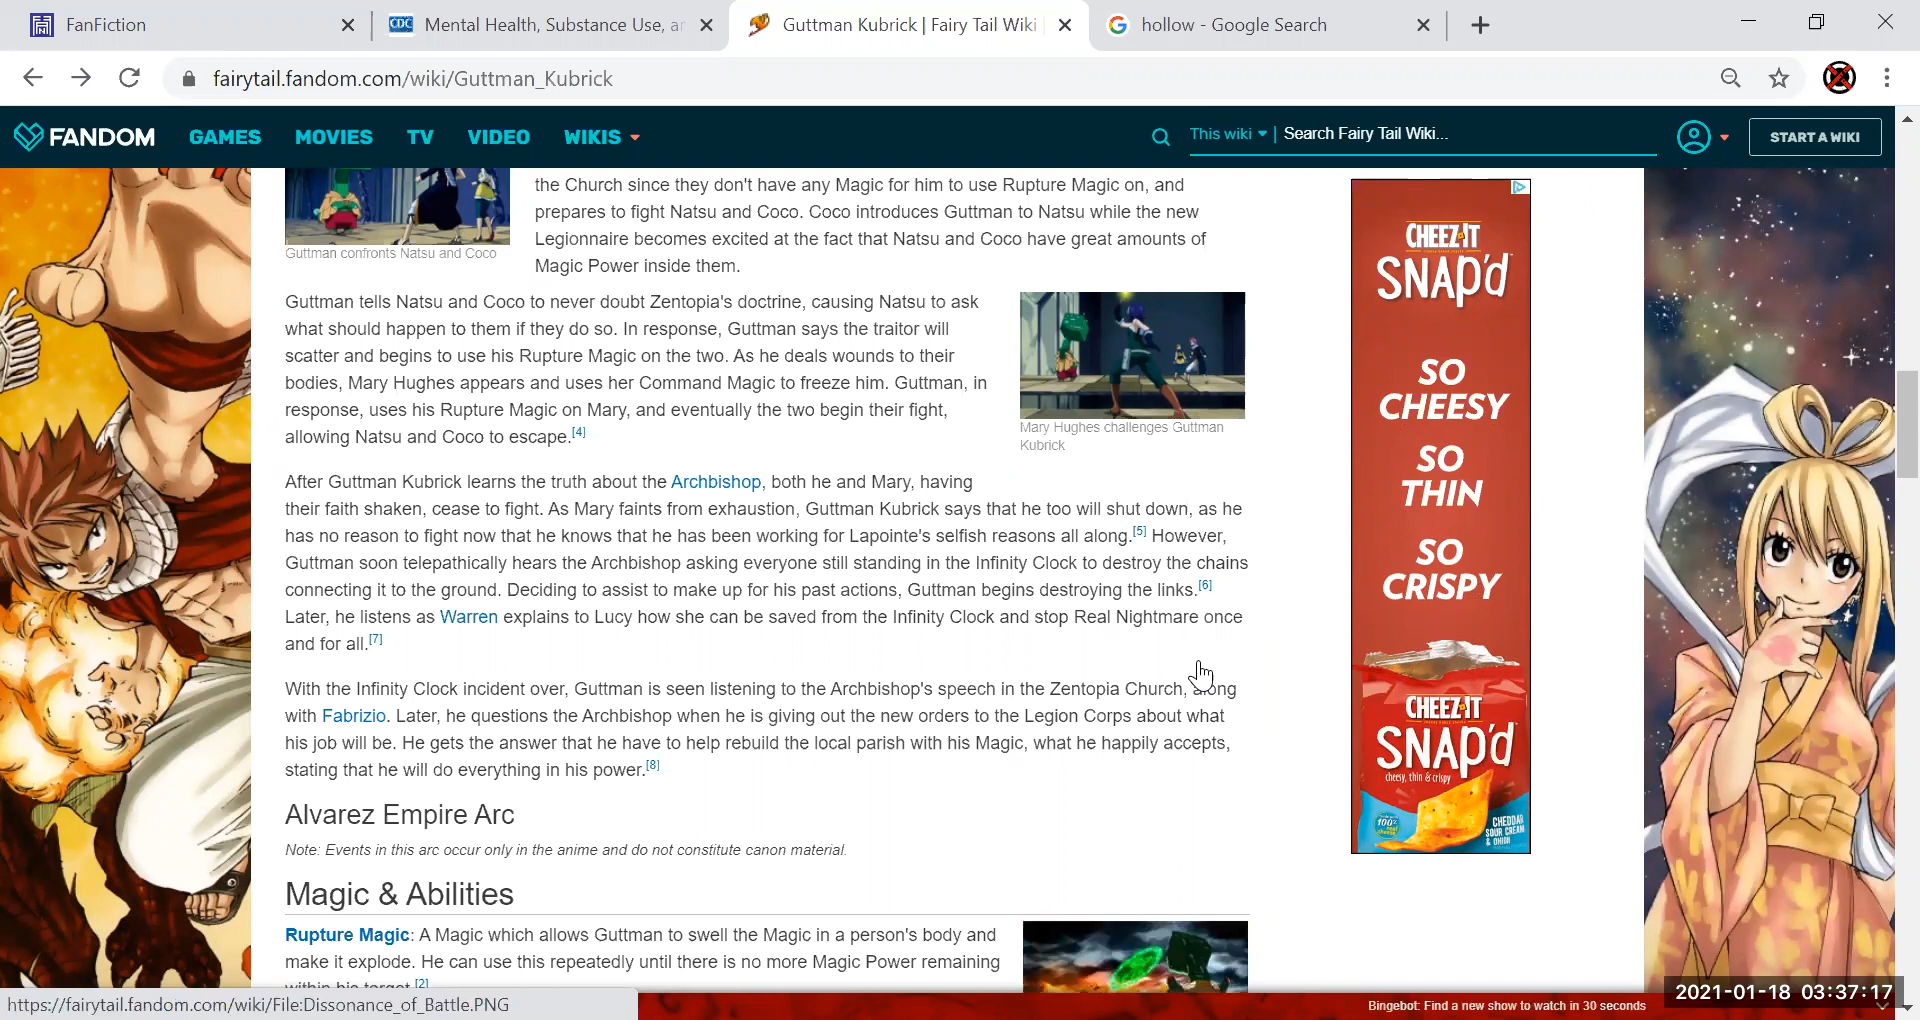 FanFiction
Mental Health, Substance Use, ar
Guttman Kubrick | Fairy Tail Wiki
hollow - Google Search
fairytail.fandom.com/wiki/Guttman_Kubrick
FANDOM
GAMES
MOVIES
TV
VIDEO
WIKIS
This wiki
Search Fairy Tail Wiki...
START A WIKI
the Church since they don't have any Magic for him to use Rupture Magic on, and
prepares to fight Natsu and Coco. Coco introduces Guttman to Natsu while the new
Legionnaire becomes excited at the fact that Natsu and Coco have great amounts of
Magic Power inside them.
Guttman confronts Natsu and Coco
Guttman tells Natsu and Coco to never doubt Zentopia's doctrine, causing Natsu to ask
what should happen to them if they do so. In response, Guttman says the traitor will
scatter and begins to use his Rupture Magic on the two. As he deals wounds to their
bodies, Mary Hughes appears and uses her Command Magic to freeze him. Guttman, in
response, uses his Rupture Magic on Mary, and eventually the two begin their fight,
allowing Natsu and Coco to escape.[4]
Mary Hughes challenges Guttman
Kubrick
After Guttman Kubrick learns the truth about the Archbishop, both he and Mary, having
their faith shaken, cease to fight. As Mary faints from exhaustion, Guttman Kubrick says that he too will shut down, as he
has no reason to fight now that he knows that he has been working for Lapointe's selfish reasons all along.[5] However,
Guttman soon telepathically hears the Archbishop asking everyone still standing in the Infinity Clock to destroy the chains
connecting it to the ground. Deciding to assist to make up for his past actions, Guttman begins destroying the links.[6]
Later, he listens as Warren explains to Lucy how she can be saved from the Infinity Clock and stop Real Nightmare once
and for all.[7]
With the Infinity Clock incident over, Guttman is seen listening to the Archbishop's speech in the Zentopia Church, along
with Fabrizio. Later, he questions the Archbishop when he is giving out the new orders to the Legion Corps about what
his job will be. He gets the answer that he have to help rebuild the local parish with his Magic, what he happily accepts,
stating that he will do everything in his power.[8]
Alvarez Empire Arc
Note: Events in this arc occur only in the anime and do not constitute canon material.
Magic & Abilities
Rupture Magic: A Magic which allows Guttman to swell the Magic in a person's body and
make it explode. He can use this repeatedly until there is no more Magic Power remaining
within his target.[2]
CHEEZ-IT
SNAP'd
SO
CHEESY
SO
THIN
SO
CRISPY
CHEEZ-IT
SNAP'd
cheesy, thin & crispy
100%
real
cheese
CHEDDAR
SOUR CREAM
& ONION
https://fairytail.fandom.com/wiki/File:Dissonance_of_Battle.PNG
Bingebot: Find a new show to watch in 30 seconds
2021-01-18 03:37:17